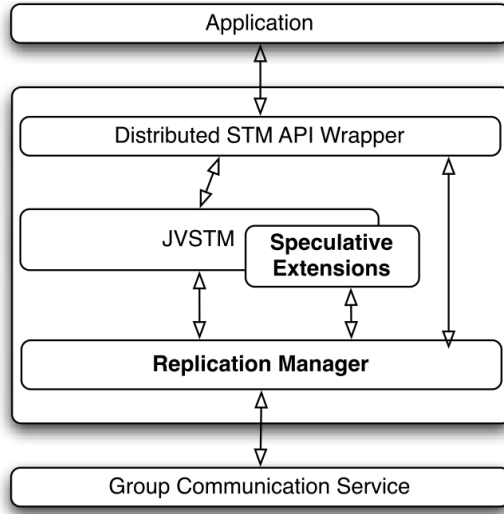 Application
Distributed STM API Wrapper
JVSTM
Speculative
Extensions
Replication Manager
Group Communication Service